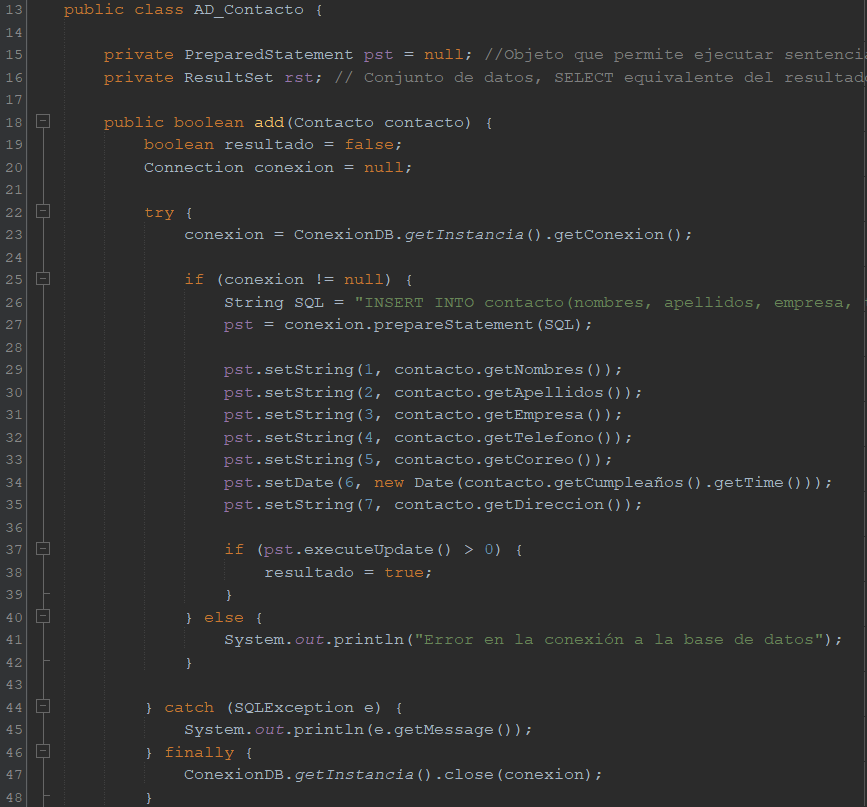 13 public class AD_Contacto {
14
15 private PreparedStatement pst = null; //Objeto que permite ejecutar
16 private ResultSet rst; // Conjunto de datos, SELECT equivalente del
17
18 public boolean add(Contacto contacto) {
19 boolean resultado = false;
20 Connection conexion = null;
21
22 try {
23 conexion = ConexionDB.getInstancia().getConexion();
24
25 if (conexion != null) {
26 String SQL = "INSERT INTO contacto(nombres, apellidos, empresa,
27 pst = conexion.prepareStatement(SQL);
28
29 pst.setString(1, contacto.getNombres());
30 pst.setString(2, contacto.getApellidos());
31 pst.setString(3, contacto.getEmpresa());
32 pst.setString(4, contacto.getTelefono());
33 pst.setString(5, contacto.getCorreo());
34 pst.setDate(6, new Date(contacto.getCumpleaños().getTime()));
35 pst.setString(7, contacto.getDireccion());
36
37 if (pst.executeUpdate() > 0) {
38 resultado = true;
39 }
40 } else {
41 System.out.println("Error en la conexión a la base de datos");
42 }
43
44 } catch (SQLException e) {
45 System.out.println(e.getMessage());
46 } finally {
47 ConexionDB.getInstancia().close(conexion);
48 }